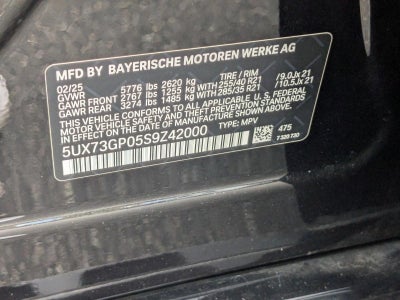 MFD BY BAYERISCHE MOTOREN WERKE AG
02/25 TIRE / RIM
GVWR 5776 lbs 2620 kg
GAWR FRONT 2767 lbs 1255 kg WITH 255/40 R21 /9.0Jx21
GAWR REAR 3274 lbs 1485 kg WITH 285/35 R21 /10.5Jx21
THIS VEHICLE CONFORMS TO ALL APPLICABLE U.S. FEDERAL
MOTOR VEHICLE SAFETY STANDARDS IN EFFECT ON
THE DATE OF MANUFACTURE SHOWN ABOVE.
5UX73GP05S9Z42000 TYPE: MPV 475